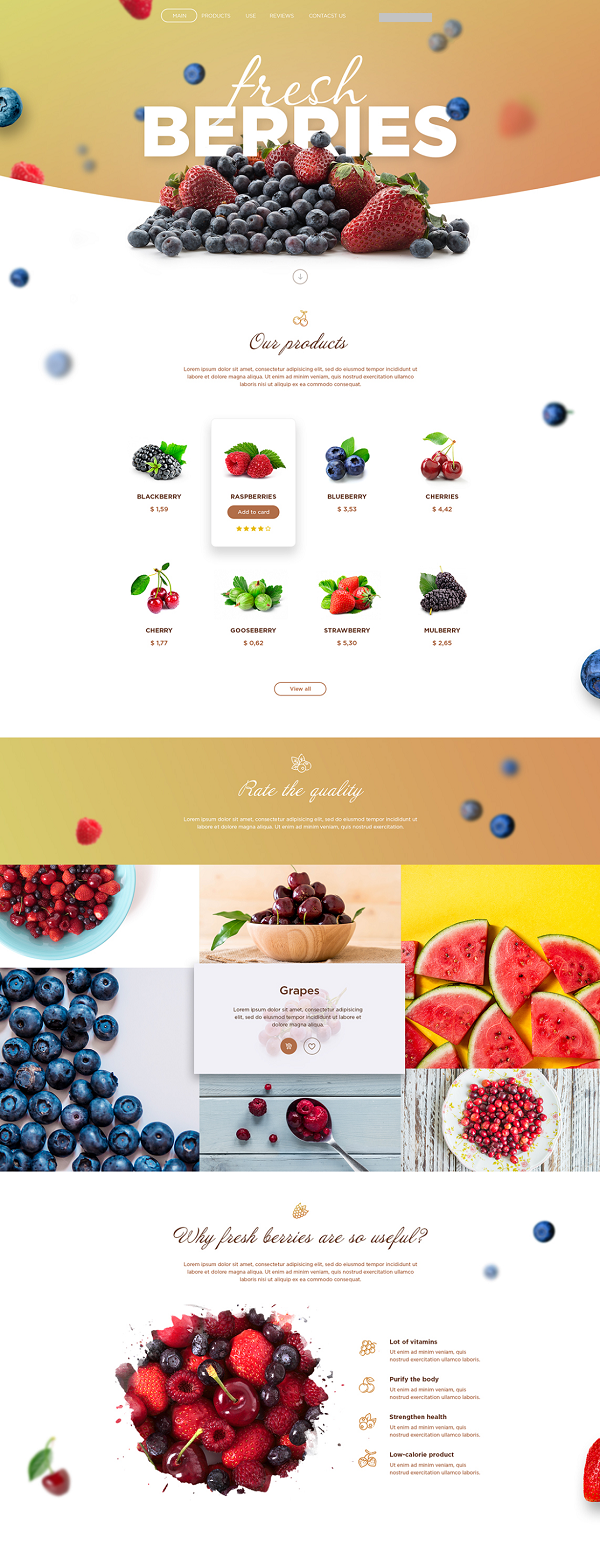 MAIN PRODUCTS USE REVIEWS CONTACST US
fresh
BERRIES
Our products
Lorem ipsum dolor sit amet, consectetur adipisicing elit, sed do eiusmod tempor incididunt ut
labore et dolore magna aliqua. Ut enim ad minim veniam, quis nostrud exercitation ullamco
laboris nisi ut aliquip ex ea commodo consequat.
BLACKBERRY RASPBERRIES BLUEBERRY CHERRIES
$ 1,59 Add to card $ 3,53 $ 4,42
CHERRY GOOSEBERRY STRAWBERRY MULBERRY
$ 1,77 $ 0,62 $ 5,30 $ 2,65
View all
Rate the quality
Lorem ipsum dolor sit amet, consectetur adipisicing elit, sed do eiusmod tempor incididunt ut
labore et dolore magna aliqua. Ut enim ad minim veniam, quis nostrud exercitation.
Grapes
Lorem ipsum dolor sit amet, consectetur adipisicing
elit, sed do eiusmod tempor incididunt ut labore et
dolore magna aliqua.
Why fresh berries are so useful?
Lorem ipsum dolor sit amet, consectetur adipisicing elit, sed do eiusmod tempor incididunt ut
labore et dolore magna aliqua. Ut enim ad minim veniam, quis nostrud exercitation ullamco
laboris nisi ut aliquip ex ea commodo consequat.
Lot of vitamins
Ut enim ad minim veniam, quis
nostrud exercitation ullamco laboris.
Purify the body
Ut enim ad minim veniam, quis
nostrud exercitation ullamco laboris.
Strengthen health
Ut enim ad minim veniam, quis
nostrud exercitation ullamco laboris.
Low-calorie product
Ut enim ad minim veniam, quis
nostrud exercitation ullamco laboris.